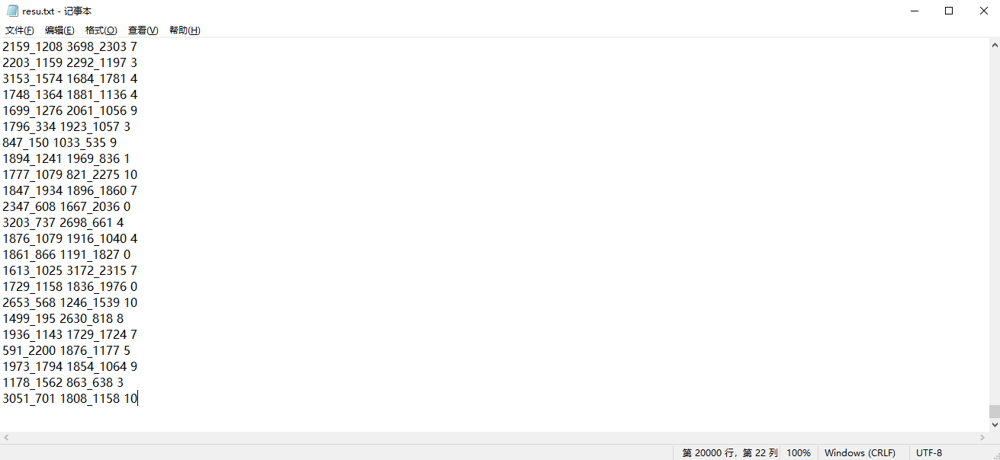 resu.txt - 记事本
文件(F) 编辑(E) 格式(O) 查看(V) 帮助(H)
2159_1208 3698_2303 7
2203_1159 2292_1197 3
3153_1574 1684_1781 4
1748_1364 1881_1136 4
1699_1276 2061_1056 9
1796_334 1923_1057 3
847_150 1033_535 9
1894_1241 1969_836 1
1777_1079 821_2275 10
1847_1934 1896_1860 7
2347_608 1667_2036 0
3203_737 2698_661 4
1876_1079 1916_1040 4
1861_866 1191_1827 0
1613_1025 3172_2315 7
1729_1158 1836_1976 0
2653_568 1246_1539 10
1499_195 2630_818 8
1936_1143 1729_1724 7
591_2200 1876_1177 5
1973_1794 1854_1064 9
1178_1562 863_638 3
3051_701 1808_1158 10
第 20000 行，第 22 列 100% Windows (CRLF) UTF-8